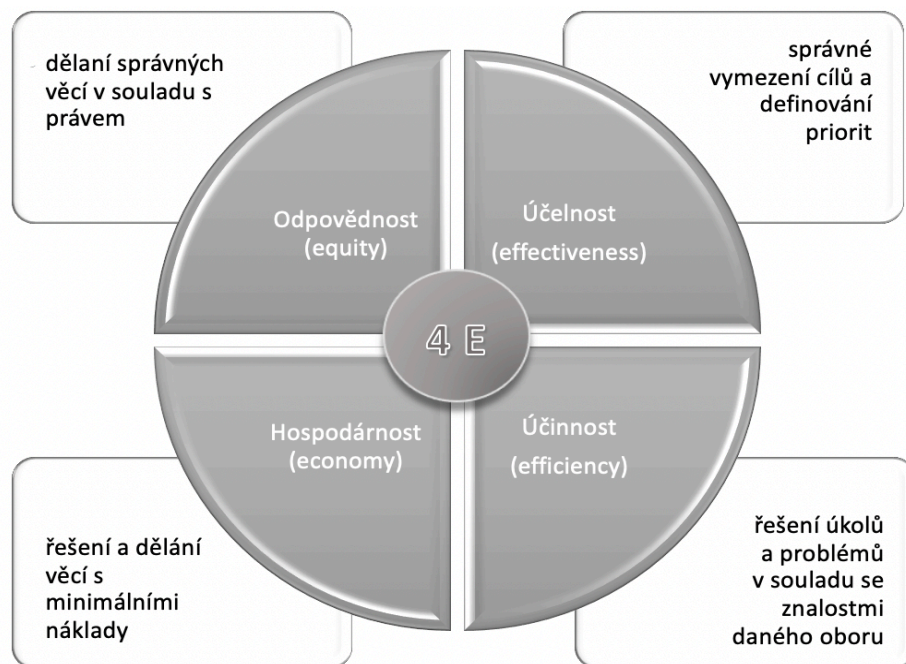 dělaní správných
věcí v souladu s
právem
správné
vymezení cílů a
definování
priorit
Odpovědnost
(equity)
Účelnost
(effectiveness)
4 E
Hospodárnost
(economy)
Účinnost
(efficiency)
řešení a dělání
věcí s
minimálními
náklady
řešení úkolů
a problémů
v souladu se
znalostmi
daného oboru